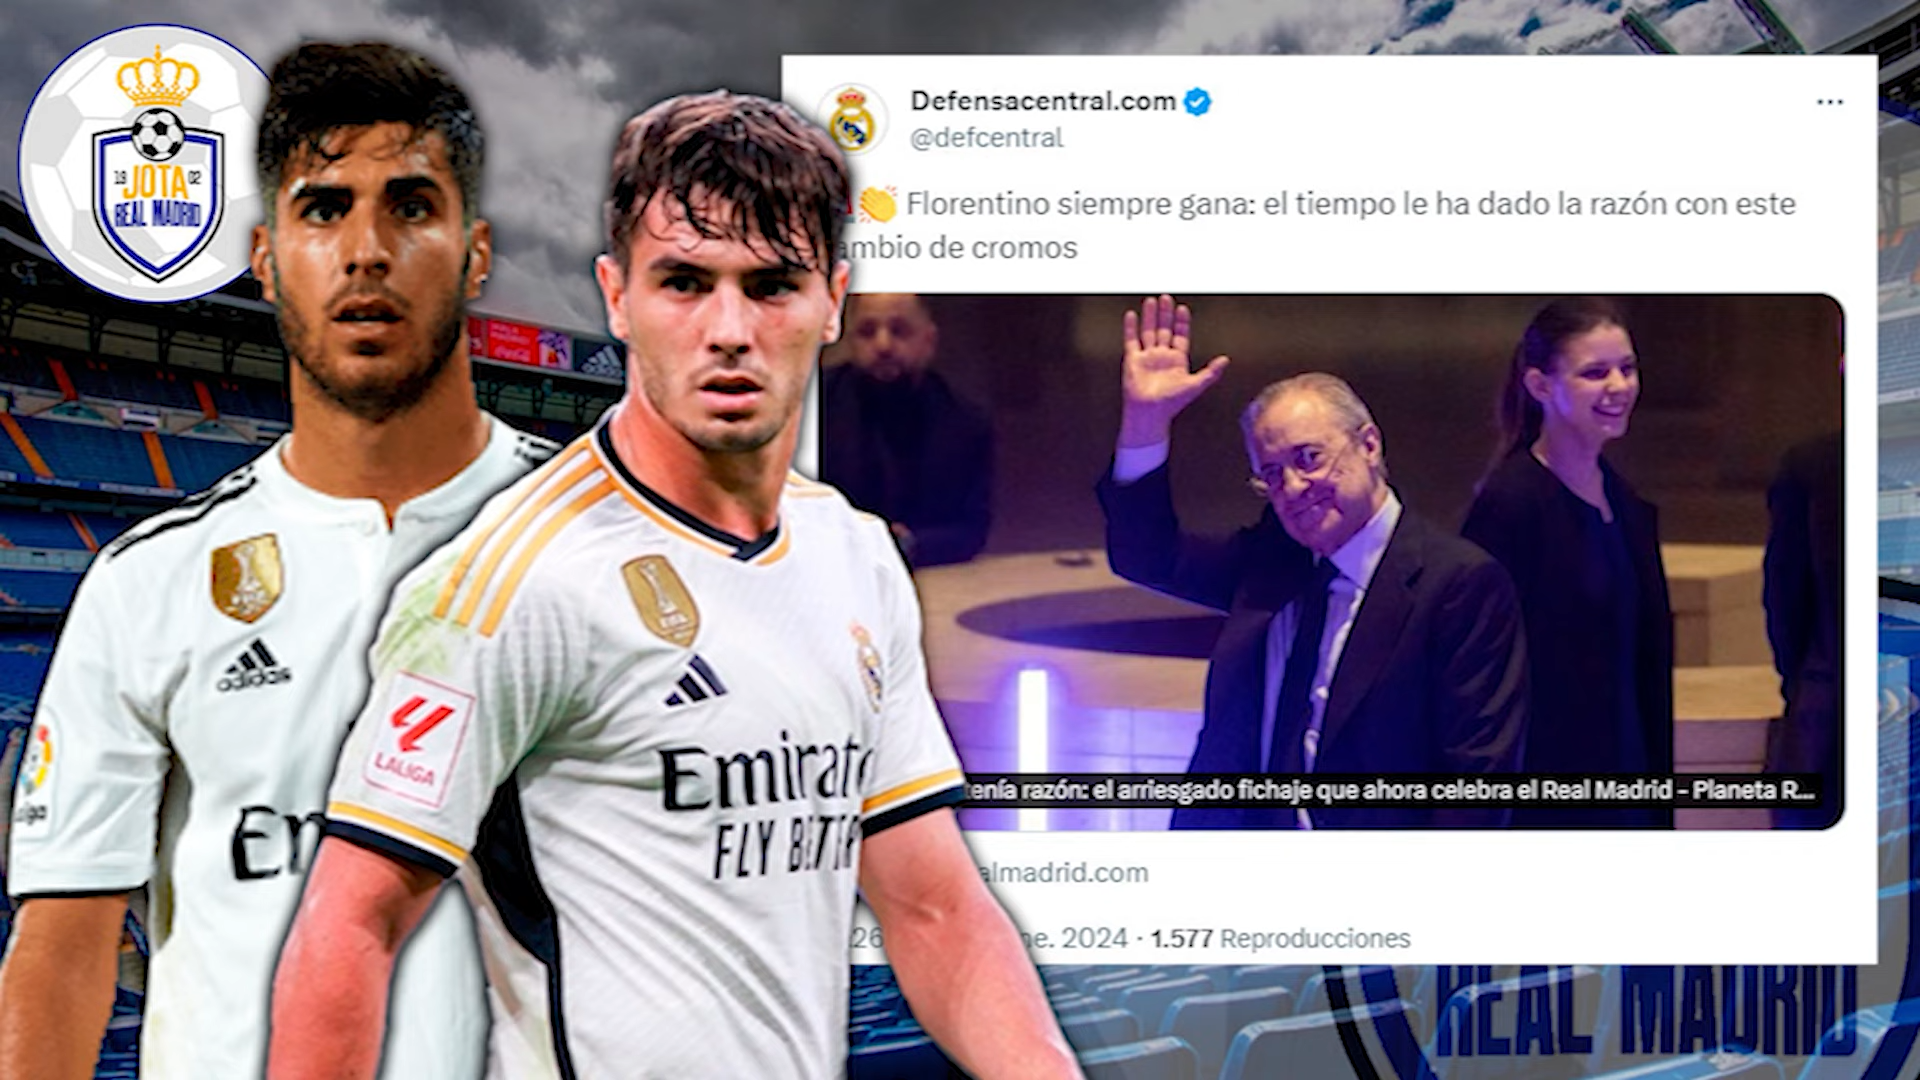 19 02
JOTA
REAL MADRID
Defensacentral.com
@defcentral
Florentino siempre gana: el tiempo le ha dado la razón con este
ambio de cromos
tenía razón: el arriesgado fichaje que ahora celebra el Real Madrid - Planeta R...
almadrid.com
26
ne. 2024 · 1.577 Reproducciones
adidas
LALIGA
Emirat
FLY BETTER
REAL MADRID